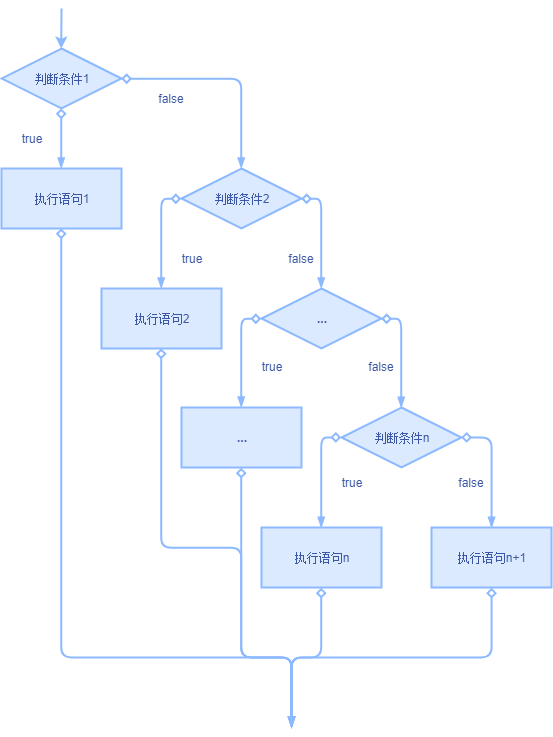 判断条件1
false
true
执行语句1
判断条件2
true
false
执行语句2
...
true
false
...
判断条件n
true
false
执行语句n
执行语句n+1